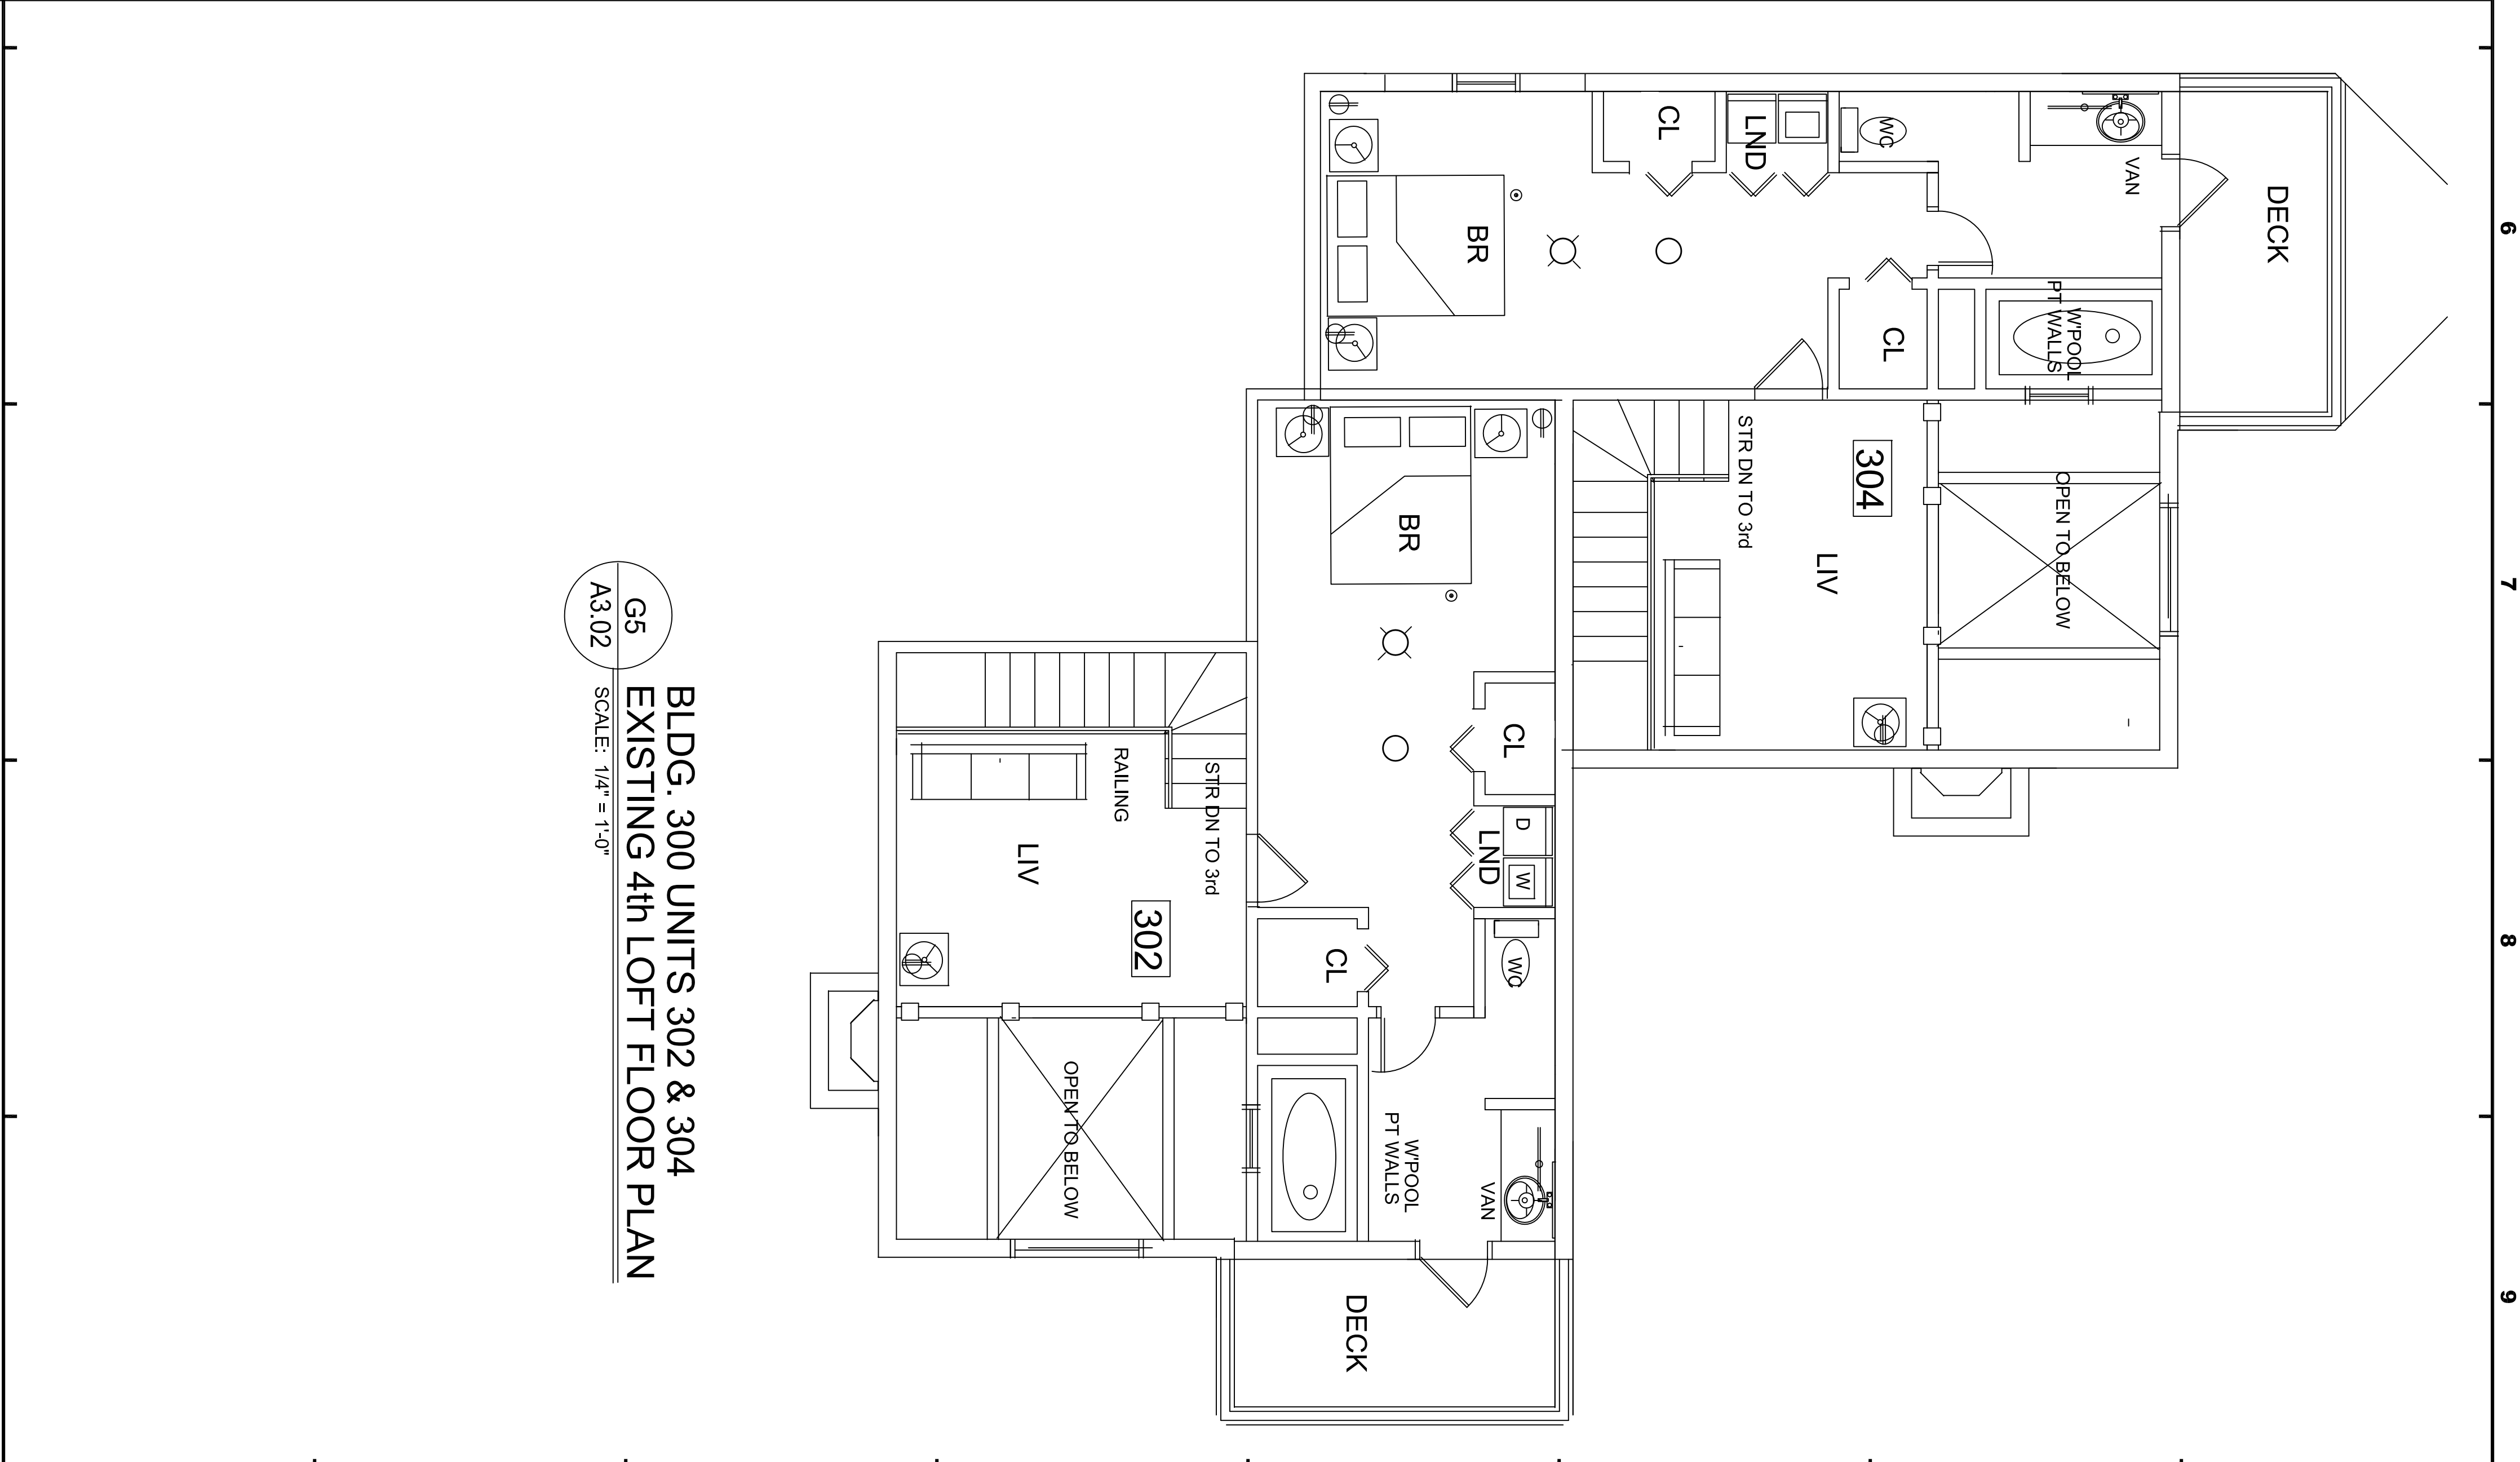 6
7
8
9
DECK
VAN
WC
LND
CL
BR
CL
W'POOL
PT WALLS
OPEN TO BELOW
304
LIV
STR DN TO 3rd
BR
CL
D
LND
W
WC
CL
STR DN TO 3rd
RAILING
LIV
302
OPEN TO BELOW
W'POOL
PT WALLS
VAN
DECK
G5
A3.02
BLDG. 300 UNITS 302 & 304
EXISTING 4th LOFT FLOOR PLAN
SCALE: 1/4" = 1'-0"